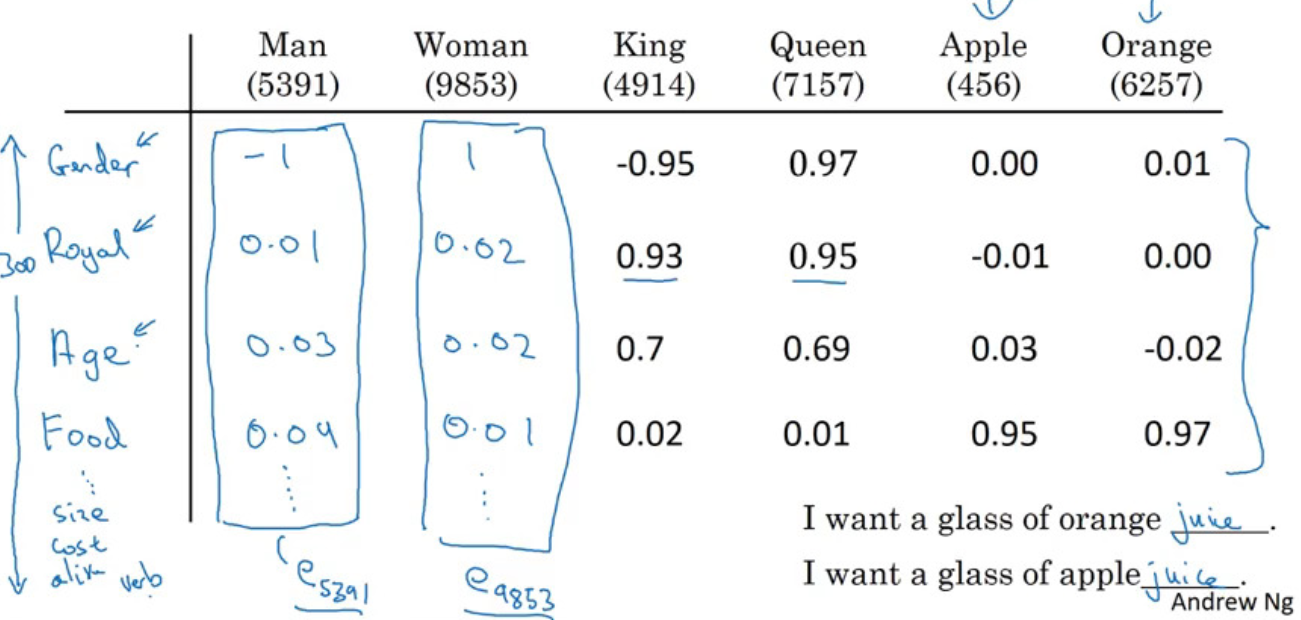 Man Woman King Queen Apple Orange
(5391) (9853) (4914) (7157) (456) (6257)
Gender -1 1 -0.95 0.97 0.00 0.01
300 Royal 0.01 0.02 0.93 0.95 -0.01 0.00
Age 0.03 0.02 0.7 0.69 0.03 -0.02
Food 0.04 0.01 0.02 0.01 0.95 0.97
size
cost
alive verb
e5391 e9853
I want a glass of orange juice.
I want a glass of apple juice.
Andrew Ng